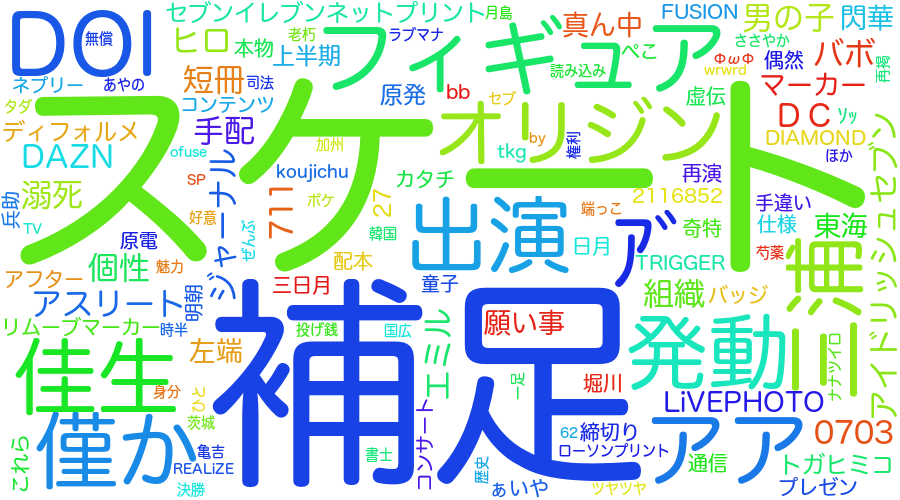 DOI
無償
セブンイレブンネットプリント
月島
FUSION
男の子
閃華
ヒロ
本物
老朽
ラブマナ
真ん中
ささやか
上半期
フィギュア
ぺこ
ΦωΦ
偶然
バボ
再掲
ネプリー
あやの
短冊
司法
読み込み
wrwrd
マーカー
タダ
コンテンツ
原発
bb
セブ
虚伝
DC
ｿｯ
ディフォルメ
手配
スケート
オリジン
DIAMOND
加州
by
権利
DAZN
ofuse
tkg
ほか
koujichu
カタチ
再演
溺死
SP
ジャーナル
711
ボケ
27
2116852
手違い
兵助
好意
端っこ
TV
韓国
出演
日月
奇特
仕様
東海
アイドリッシュセブン
原電
ぜんぶ
ア゙
芍薬
個性
魅力
配本
TRIGGER
三浦
アフター
三日月
童子
組織
バッジ
アスリート
明朝
補足
願い事
リムーブマーカー
時半
投げ銭
国広
エミル
発動
ナナツイロ
佳生
左端
一足
堀川
身分
ひと
LiVEPHOTO
僅か
茨城
コンサート
62
締切り
アア
0703
これら
亀吉
書士
歴史
ローソンプリント
通信
トガヒミコ
REALiZE
決勝
ぁいや
ツヤツヤ
プレゼン